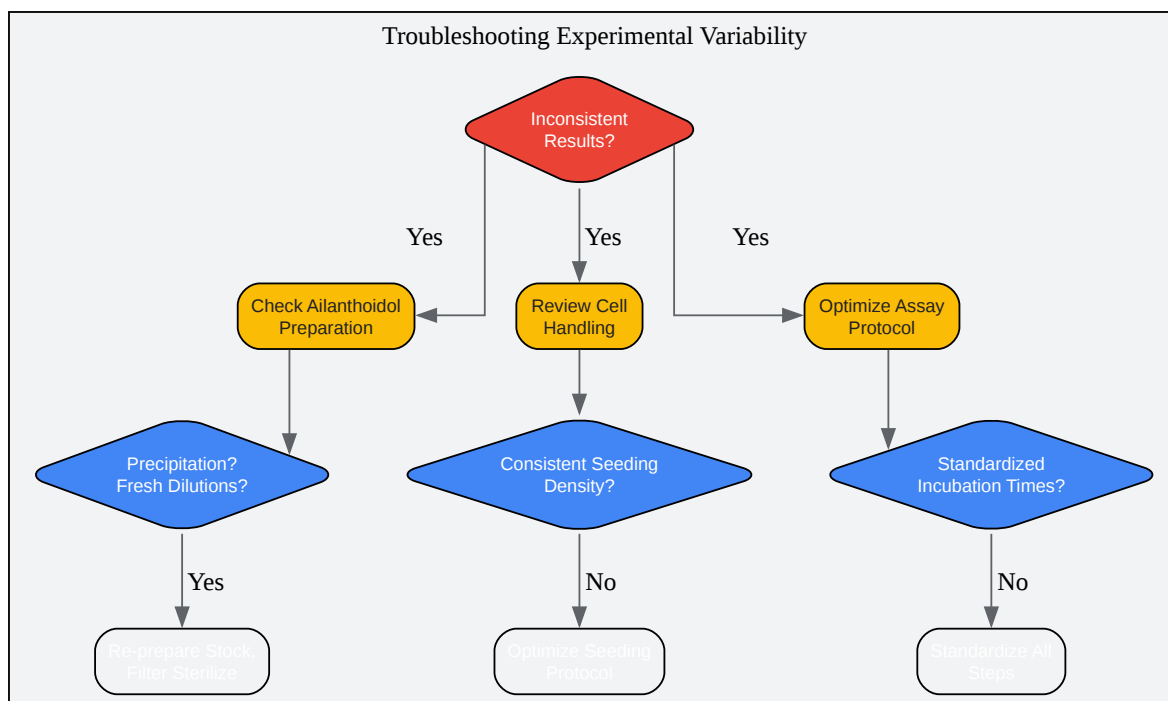 Troubleshooting Experimental Variability
Inconsistent
Results?
Yes
Yes
Yes
Check Ailanthoidol
Preparation
Review Cell
Handling
Optimize Assay
Protocol
Precipitation?
Fresh Dilutions?
Consistent Seeding
Density?
Standardized
Incubation Times?
Yes
No
No
Re-prepare Stock,
Filter Sterilize
Optimize Seeding
Protocol
Standardize All
Steps